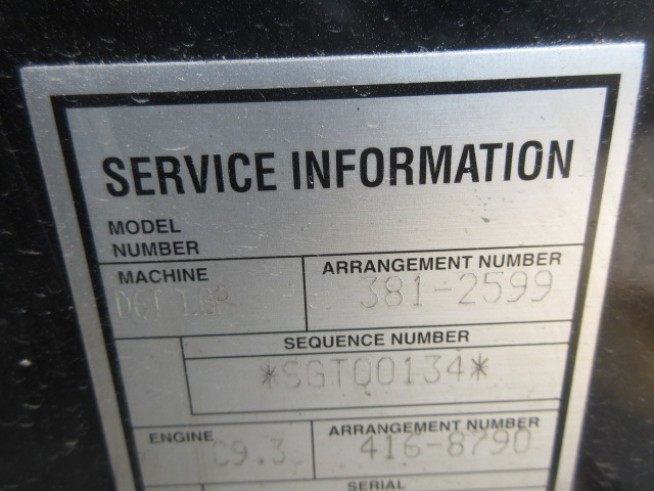 SERVICE INFORMATION
MODEL
NUMBER
MACHINE
ARRANGEMENT NUMBER
381-2599
SEQUENCE NUMBER
*SGT00134*
ENGINE
C9.3
ARRANGEMENT NUMBER
416-8790
SERIAL